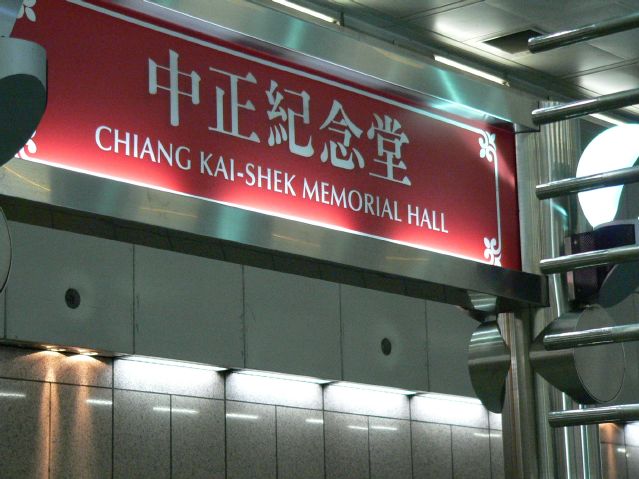 中正紀念堂
CHIANG KAI-SHEK MEMORIAL HALL